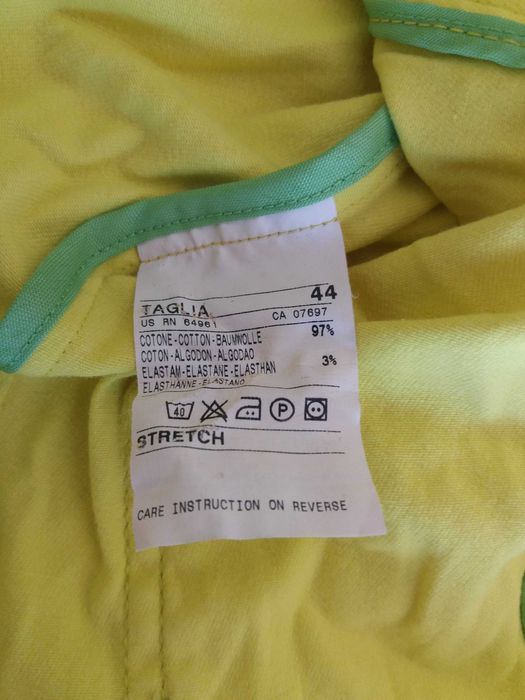 TAGLIA 44
US RN 64961 CA 07697
COTONE-COTTON-BAUMWOLLE 97%
COTON-ALGODON-ALGODAO
ELASTAM-ELASTANE-ELASTHAN 3%
ELASTHANNE-ELASTANO
40 P
STRETCH
CARE INSTRUCTION ON REVERSE